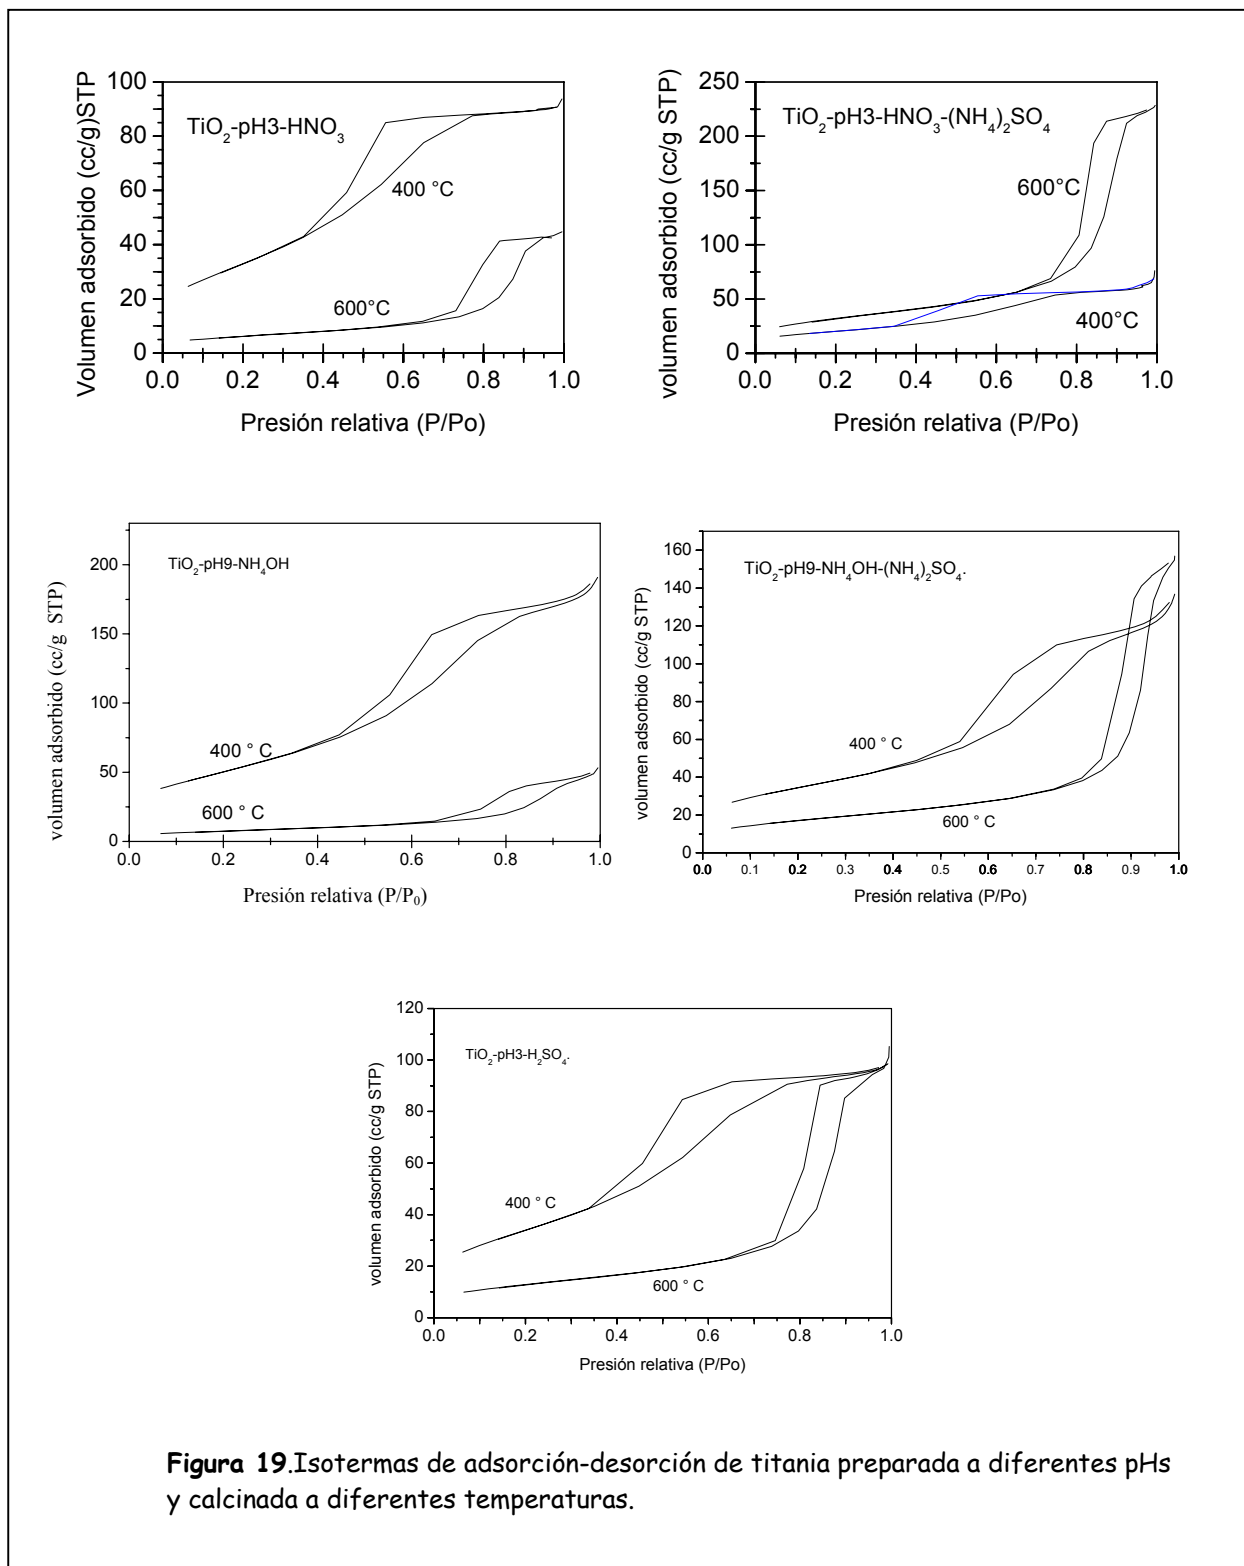 TiO2-pH3-HNO3
Volumen adsorbido (cc/g)STP
100
80
60
40
20
0
400 °C
600°C
0.0 0.2 0.4 0.6 0.8 1.0
Presión relativa (P/Po)
TiO2-pH3-HNO3-(NH4)2SO4
volumen adsorbido (cc/g STP)
250
200
150
100
50
0
600°C
400°C
0.0 0.2 0.4 0.6 0.8 1.0
Presión relativa (P/Po)
TiO2-pH9-NH4OH
volumen adsorbido (cc/g STP)
200
150
100
50
0
400 ° C
600 ° C
0.0 0.2 0.4 0.6 0.8 1.0
Presión relativa (P/P0)
TiO2-pH9-NH4OH-(NH4)2SO4.
volumen adsorbido (cc/g STP)
160
140
120
100
80
60
40
20
0
400 ° C
600 ° C
0.0 0.1 0.2 0.3 0.4 0.5 0.6 0.7 0.8 0.9 1.0
Presión relativa (P/Po)
TiO2-pH3-H2SO4.
volumen adsorbido (cc/g STP)
120
100
80
60
40
20
0
400 ° C
600 ° C
0.0 0.2 0.4 0.6 0.8 1.0
Presión relativa (P/Po)
Figura 19.Isotermas de adsorción-desorción de titania preparada a diferentes pHs
y calcinada a diferentes temperaturas.